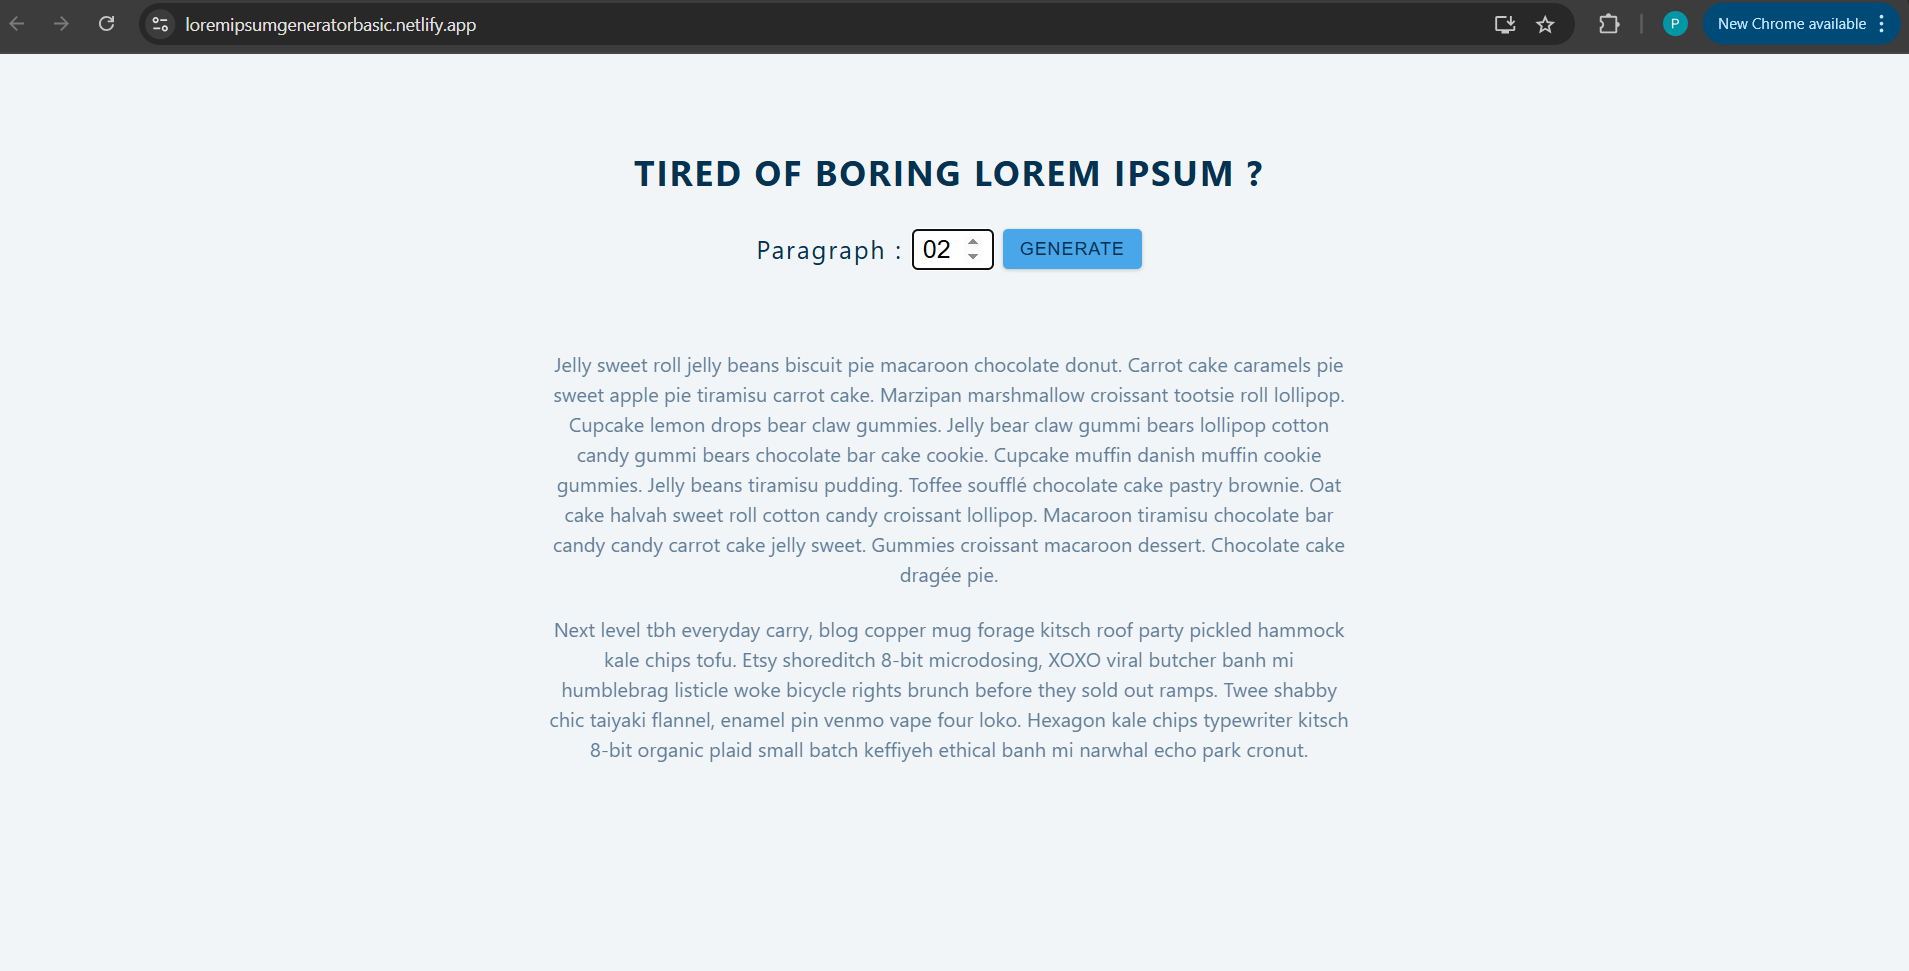 loremipsumgeneratorbasic.netlify.app
P
New Chrome available
TIRED OF BORING LOREM IPSUM ?
Paragraph : 02 GENERATE
Jelly sweet roll jelly beans biscuit pie macaroon chocolate donut. Carrot cake caramels pie
sweet apple pie tiramisu carrot cake. Marzipan marshmallow croissant tootsie roll lollipop.
Cupcake lemon drops bear claw gummies. Jelly bear claw gummi bears lollipop cotton
candy gummi bears chocolate bar cake cookie. Cupcake muffin danish muffin cookie
gummies. Jelly beans tiramisu pudding. Toffee soufflé chocolate cake pastry brownie. Oat
cake halvah sweet roll cotton candy croissant lollipop. Macaroon tiramisu chocolate bar
candy candy carrot cake jelly sweet. Gummies croissant macaroon dessert. Chocolate cake
dragée pie.
Next level tbh everyday carry, blog copper mug forage kitsch roof party pickled hammock
kale chips tofu. Etsy shoreditch 8-bit microdosing, XOXO viral butcher banh mi
humblebrag listicle woke bicycle rights brunch before they sold out ramps. Twee shabby
chic taiyaki flannel, enamel pin venmo vape four loko. Hexagon kale chips typewriter kitsch
8-bit organic plaid small batch keffiyeh ethical banh mi narwhal echo park cronut.